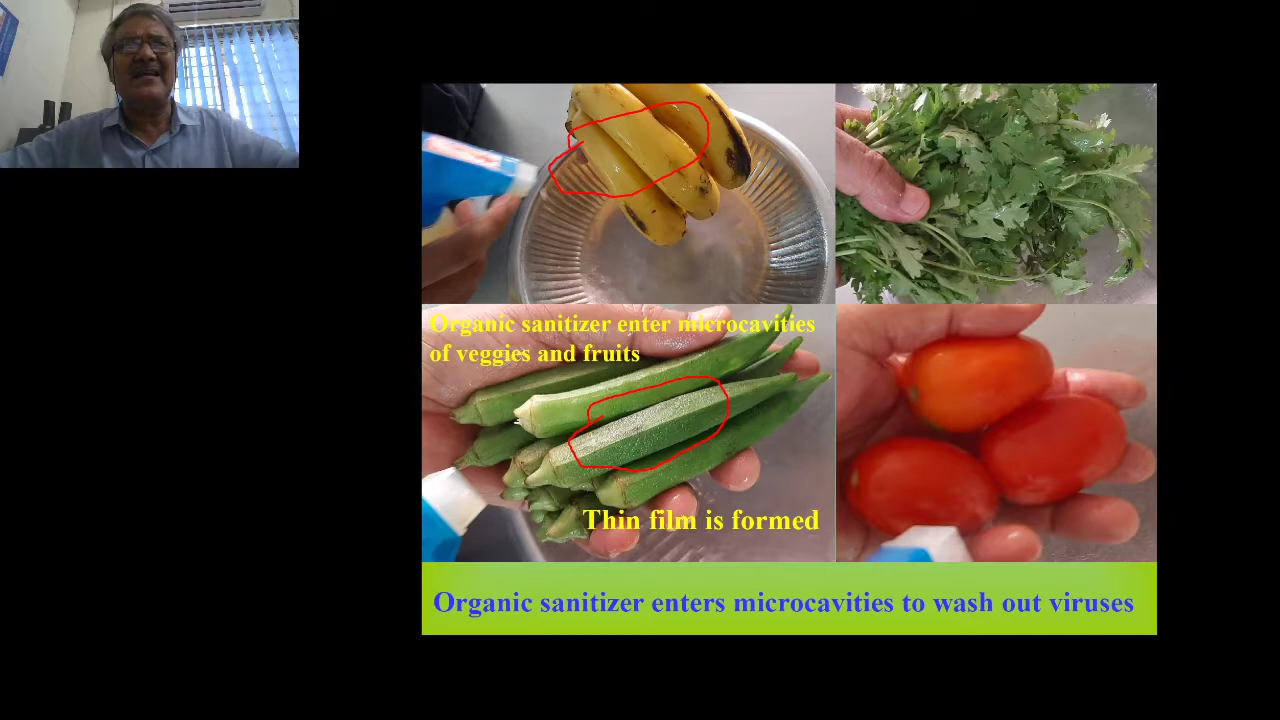 Organic sanitizer enter microcavities
of veggies and fruits
Thin film is formed
Organic sanitizer enters microcavities to wash out viruses